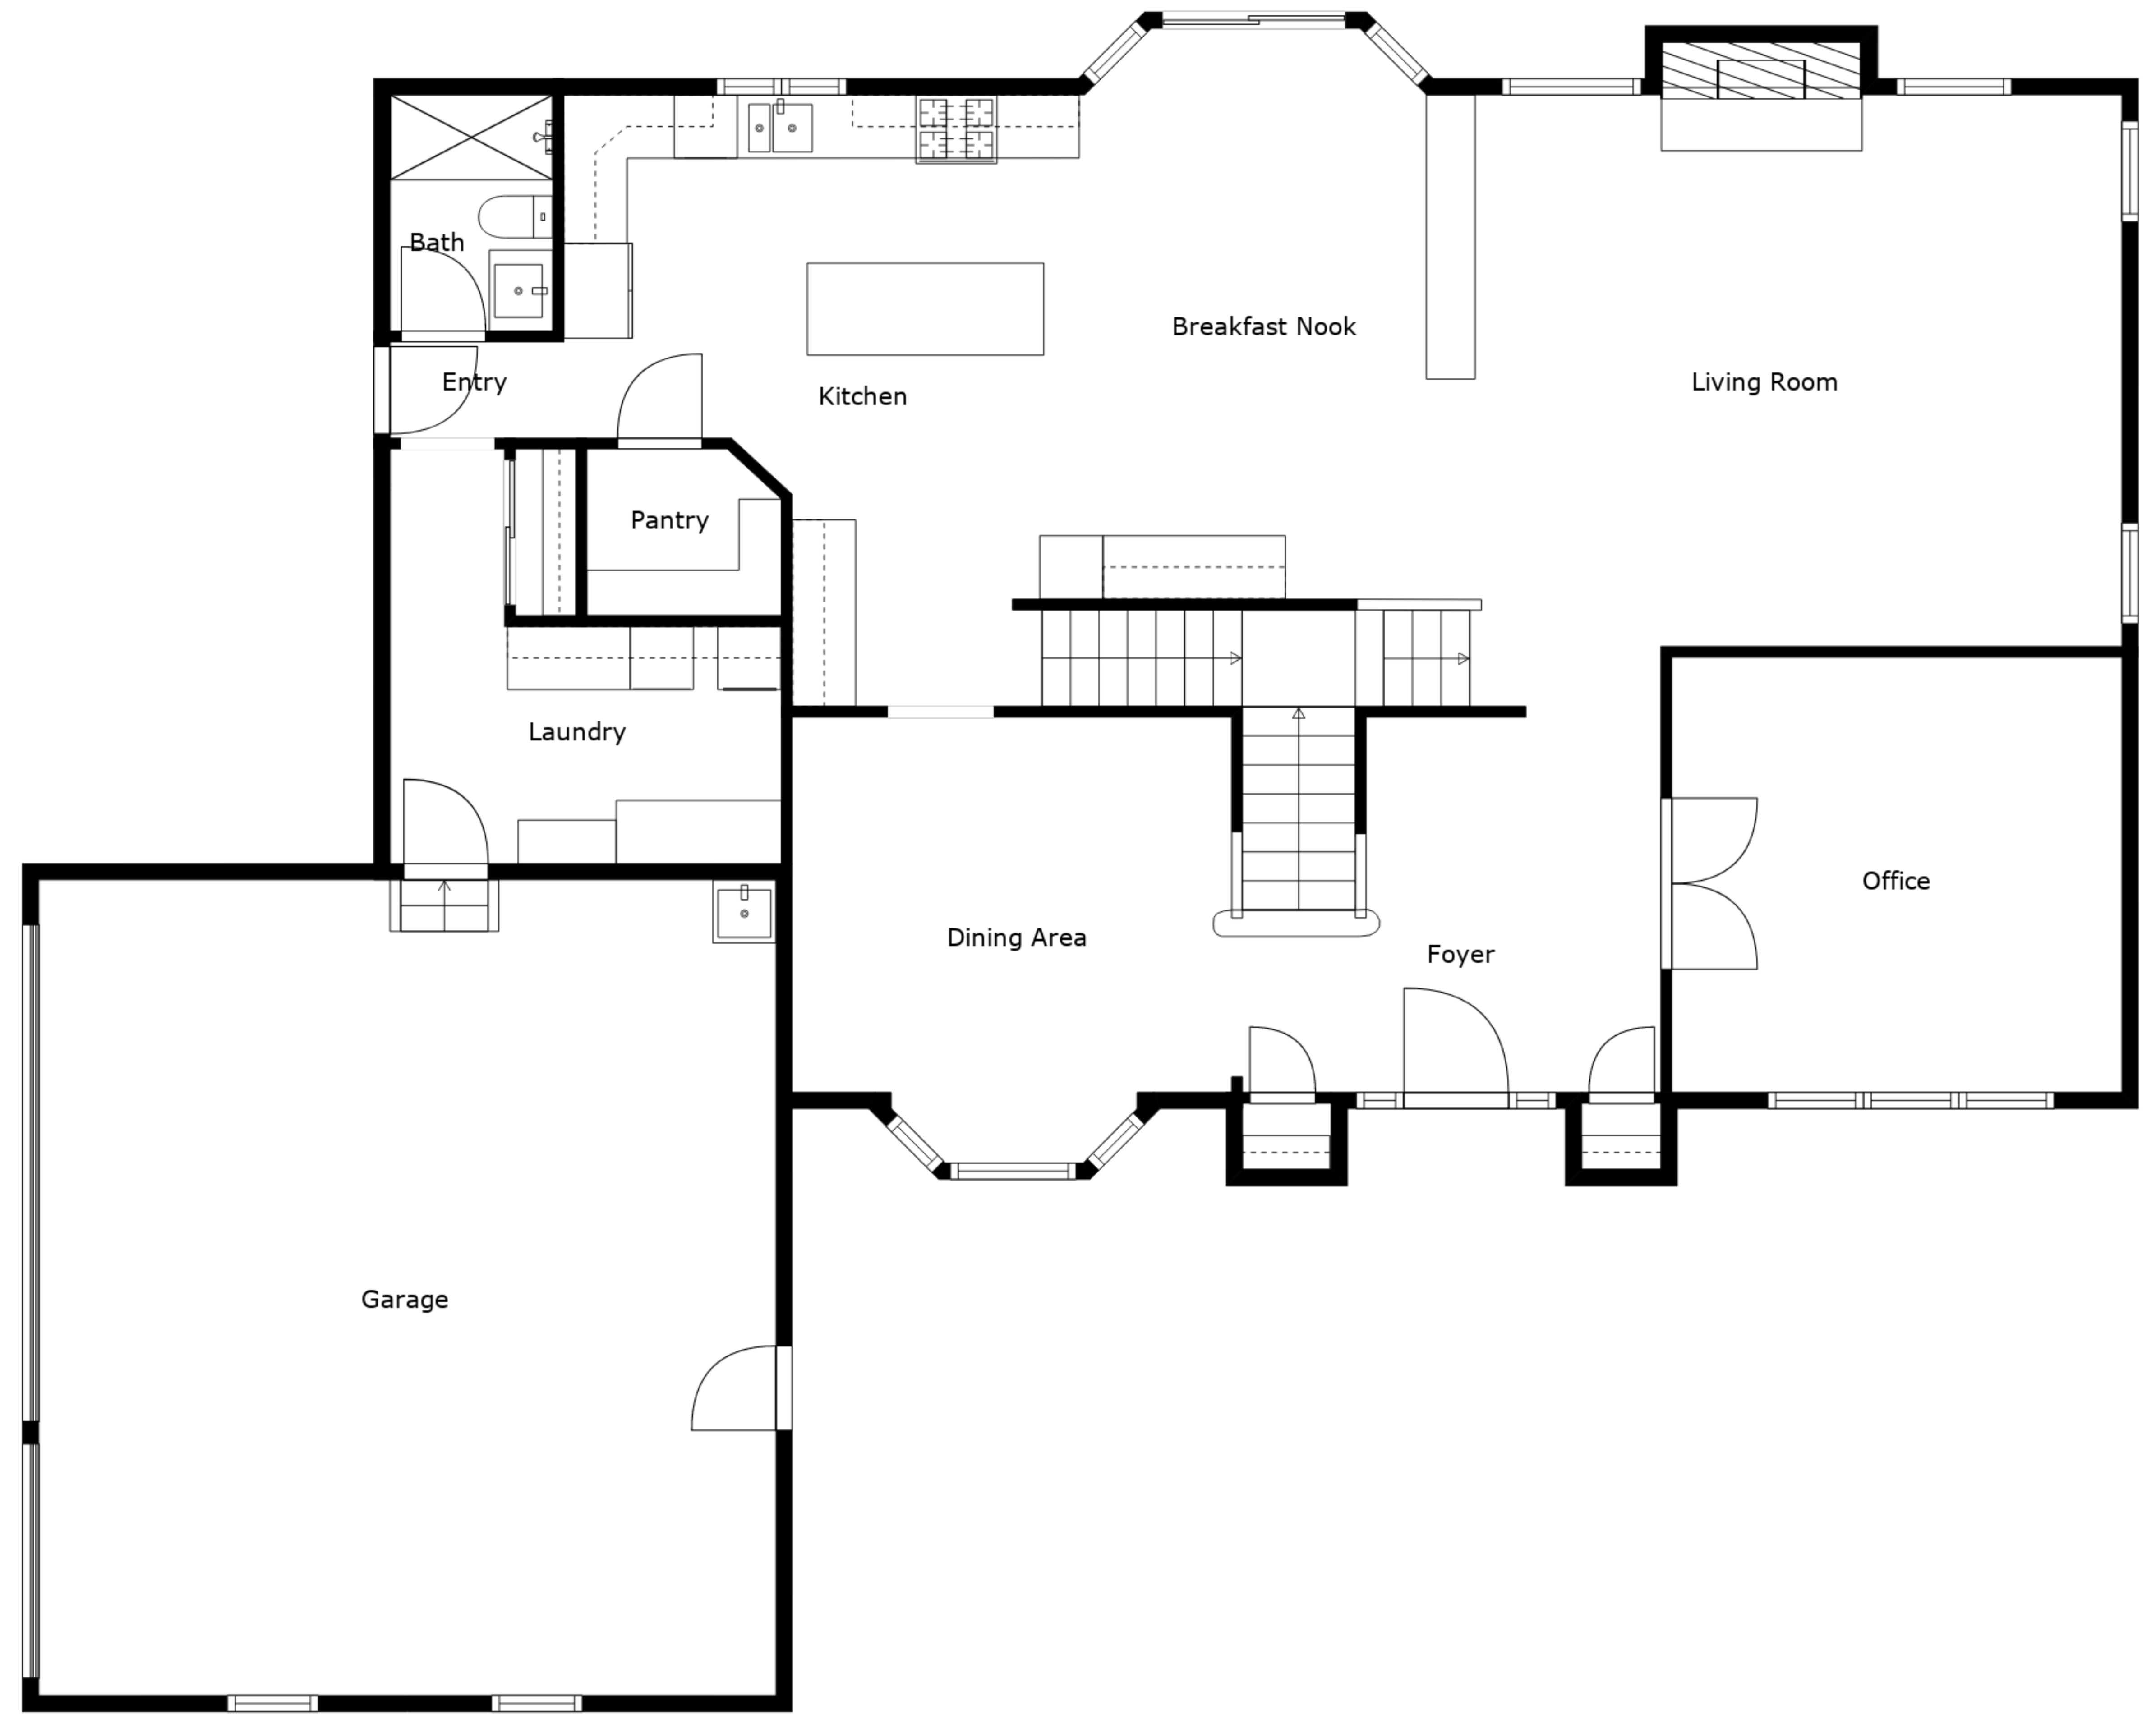 Bath
Breakfast Nook
Entry
Kitchen
Living Room
Pantry
Laundry
Office
Dining Area
Foyer
Garage